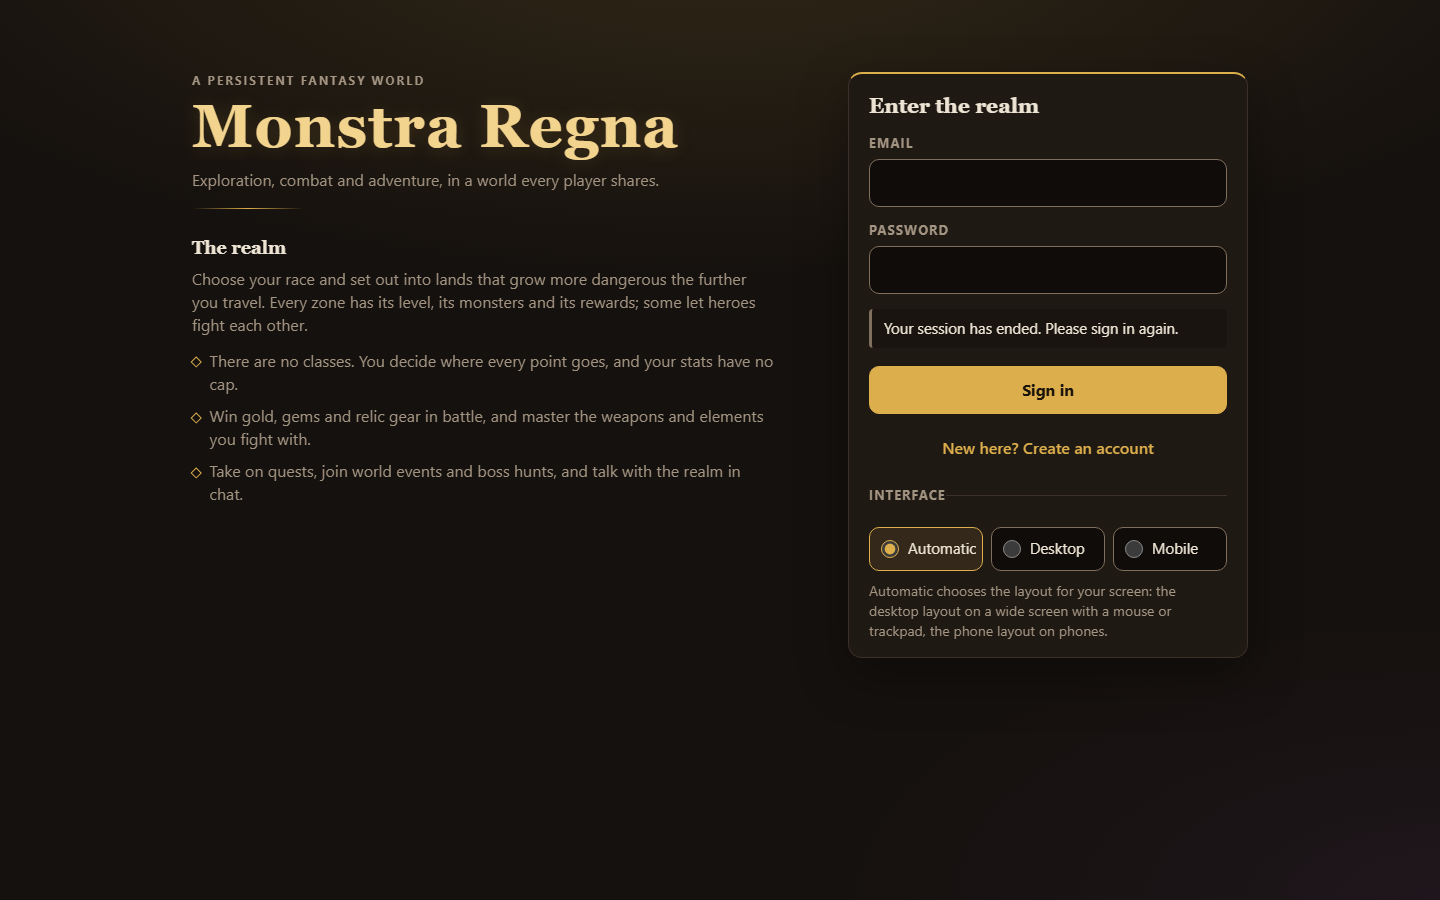 A PERSISTENT FANTASY WORLD
Monstra Regna
Exploration, combat and adventure, in a world every player shares.
The realm
Choose your race and set out into lands that grow more dangerous the further
you travel. Every zone has its level, its monsters and its rewards; some let heroes
fight each other.
There are no classes. You decide where every point goes, and your stats have no
cap.
Win gold, gems and relic gear in battle, and master the weapons and elements
you fight with.
Take on quests, join world events and boss hunts, and talk with the realm in
chat.
Enter the realm
EMAIL
PASSWORD
Your session has ended. Please sign in again.
Sign in
New here? Create an account
INTERFACE
Automatic
Desktop
Mobile
Automatic chooses the layout for your screen: the
desktop layout on a wide screen with a mouse or
trackpad, the phone layout on phones.